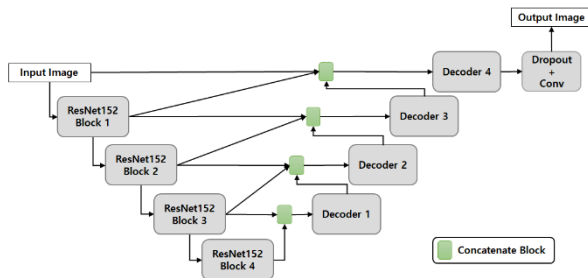 Output Image
Input Image
Decoder 4
Dropout
+
Conv
ResNet152
Block 1
Decoder 3
ResNet152
Block 2
Decoder 2
ResNet152
Block 3
Decoder 1
ResNet152
Block 4
Concatenate Block